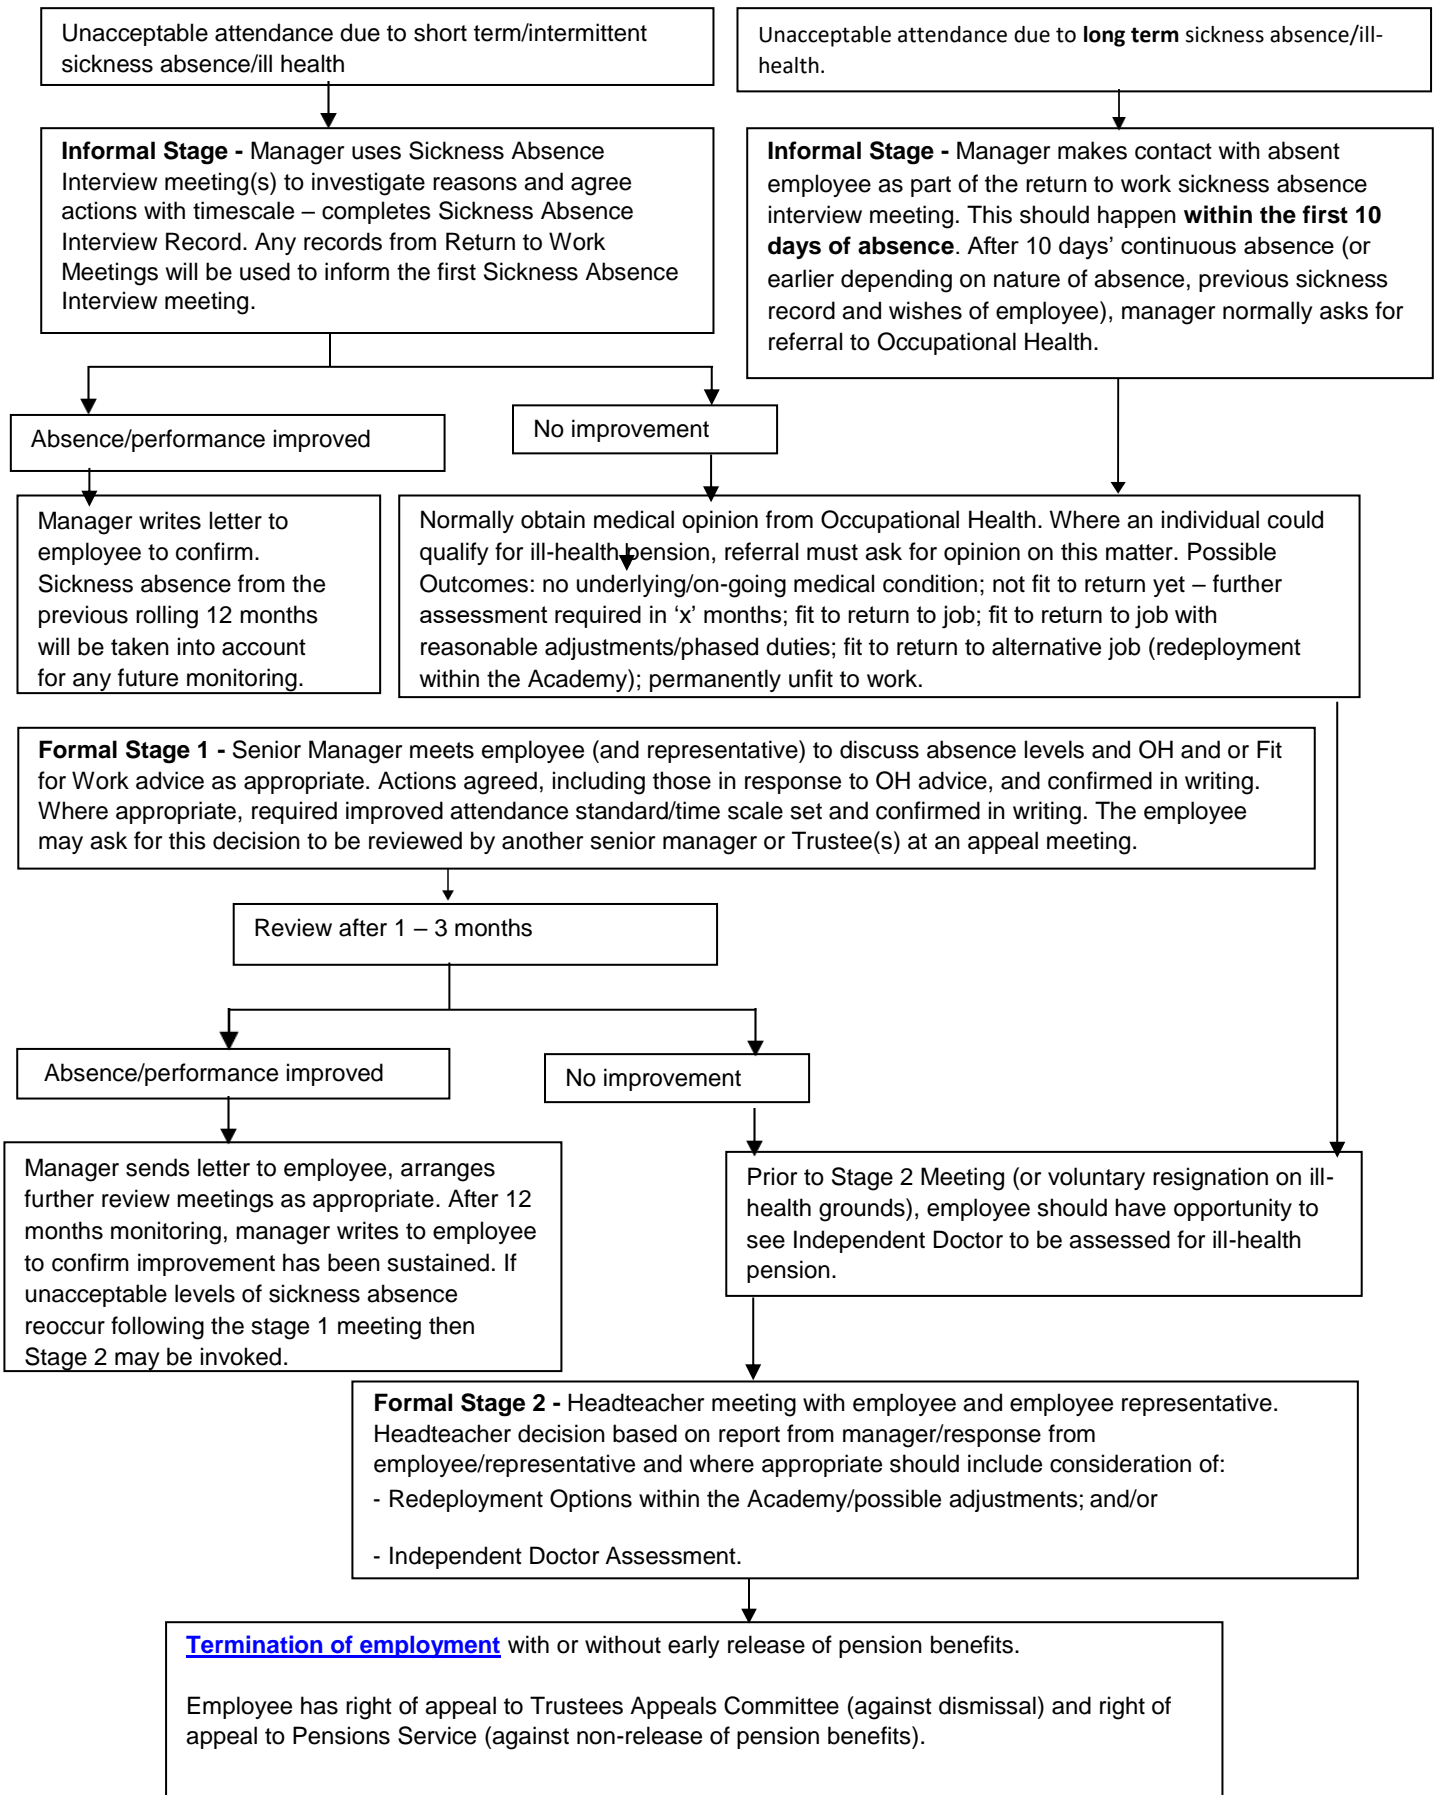 Unacceptable attendance due to short term/intermittent
sickness absence/ill health
Unacceptable attendance due to long term sickness absence/ill-
health.
Informal Stage - Manager uses Sickness Absence
Interview meeting(s) to investigate reasons and agree
actions with timescale – completes Sickness Absence
Interview Record. Any records from Return to Work
Meetings will be used to inform the first Sickness Absence
Interview meeting.
Informal Stage - Manager makes contact with absent
employee as part of the return to work sickness absence
interview meeting. This should happen within the first 10
days of absence. After 10 days’ continuous absence (or
earlier depending on nature of absence, previous sickness
record and wishes of employee), manager normally asks for
referral to Occupational Health.
Absence/performance improved
No improvement
Manager writes letter to
employee to confirm.
Sickness absence from the
previous rolling 12 months
will be taken into account
for any future monitoring.
Normally obtain medical opinion from Occupational Health. Where an individual could
qualify for ill-health pension, referral must ask for opinion on this matter. Possible
Outcomes: no underlying/on-going medical condition; not fit to return yet – further
assessment required in ‘x’ months; fit to return to job; fit to return to job with
reasonable adjustments/phased duties; fit to return to alternative job (redeployment
within the Academy); permanently unfit to work.
Formal Stage 1 - Senior Manager meets employee (and representative) to discuss absence levels and OH and or Fit
for Work advice as appropriate. Actions agreed, including those in response to OH advice, and confirmed in writing.
Where appropriate, required improved attendance standard/time scale set and confirmed in writing. The employee
may ask for this decision to be reviewed by another senior manager or Trustee(s) at an appeal meeting.
Review after 1 – 3 months
Absence/performance improved
No improvement
Manager sends letter to employee, arranges
further review meetings as appropriate. After 12
months monitoring, manager writes to employee
to confirm improvement has been sustained. If
unacceptable levels of sickness absence
reoccur following the stage 1 meeting then
Stage 2 may be invoked.
Prior to Stage 2 Meeting (or voluntary resignation on ill-
health grounds), employee should have opportunity to
see Independent Doctor to be assessed for ill-health
pension.
Formal Stage 2 - Headteacher meeting with employee and employee representative.
Headteacher decision based on report from manager/response from
employee/representative and where appropriate should include consideration of:
- Redeployment Options within the Academy/possible adjustments; and/or
- Independent Doctor Assessment.
Termination of employment with or without early release of pension benefits.
Employee has right of appeal to Trustees Appeals Committee (against dismissal) and right of
appeal to Pensions Service (against non-release of pension benefits).